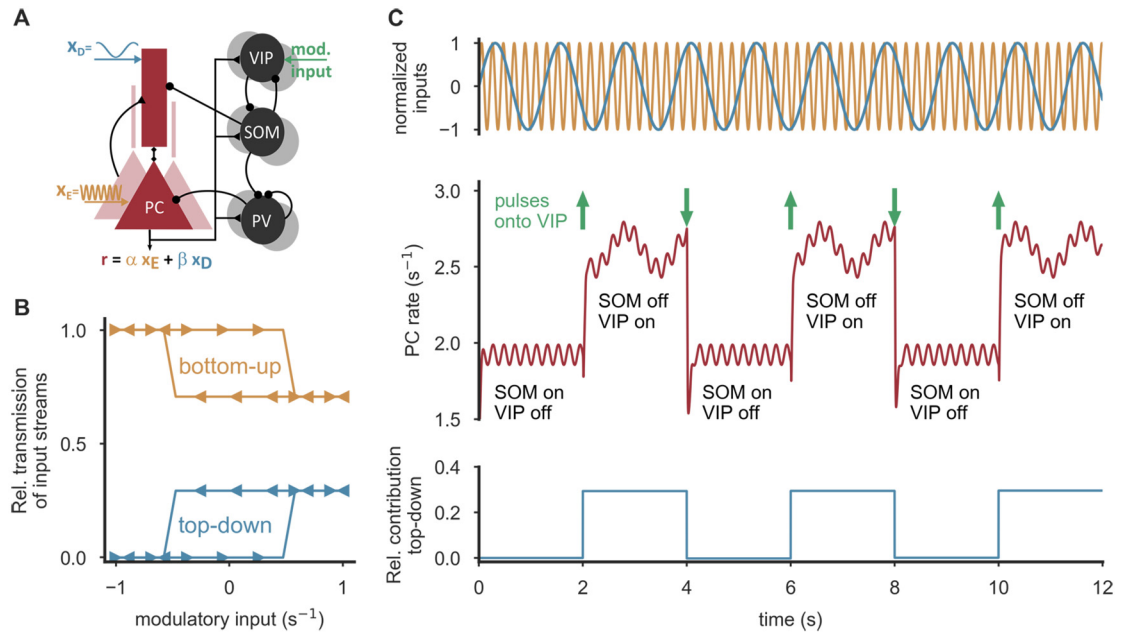 A
x_D=
VIP
mod.
input
SOM
x_E=
PC
PV
r = α x_E + β x_D
B
Rel. transmission
of input streams
1.0
0.5
0.0
bottom-up
top-down
−1
0
1
modulatory input (s⁻¹)
C
normalized
inputs
1
0
−1
PC rate (s⁻¹)
3.0
2.5
2.0
1.5
pulses
onto VIP
SOM off
VIP on
SOM off
VIP on
SOM off
VIP on
SOM on
VIP off
SOM on
VIP off
SOM on
VIP off
Rel. contribution
top-down
0.4
0.2
0.0
0
2
4
6
8
10
12
time (s)